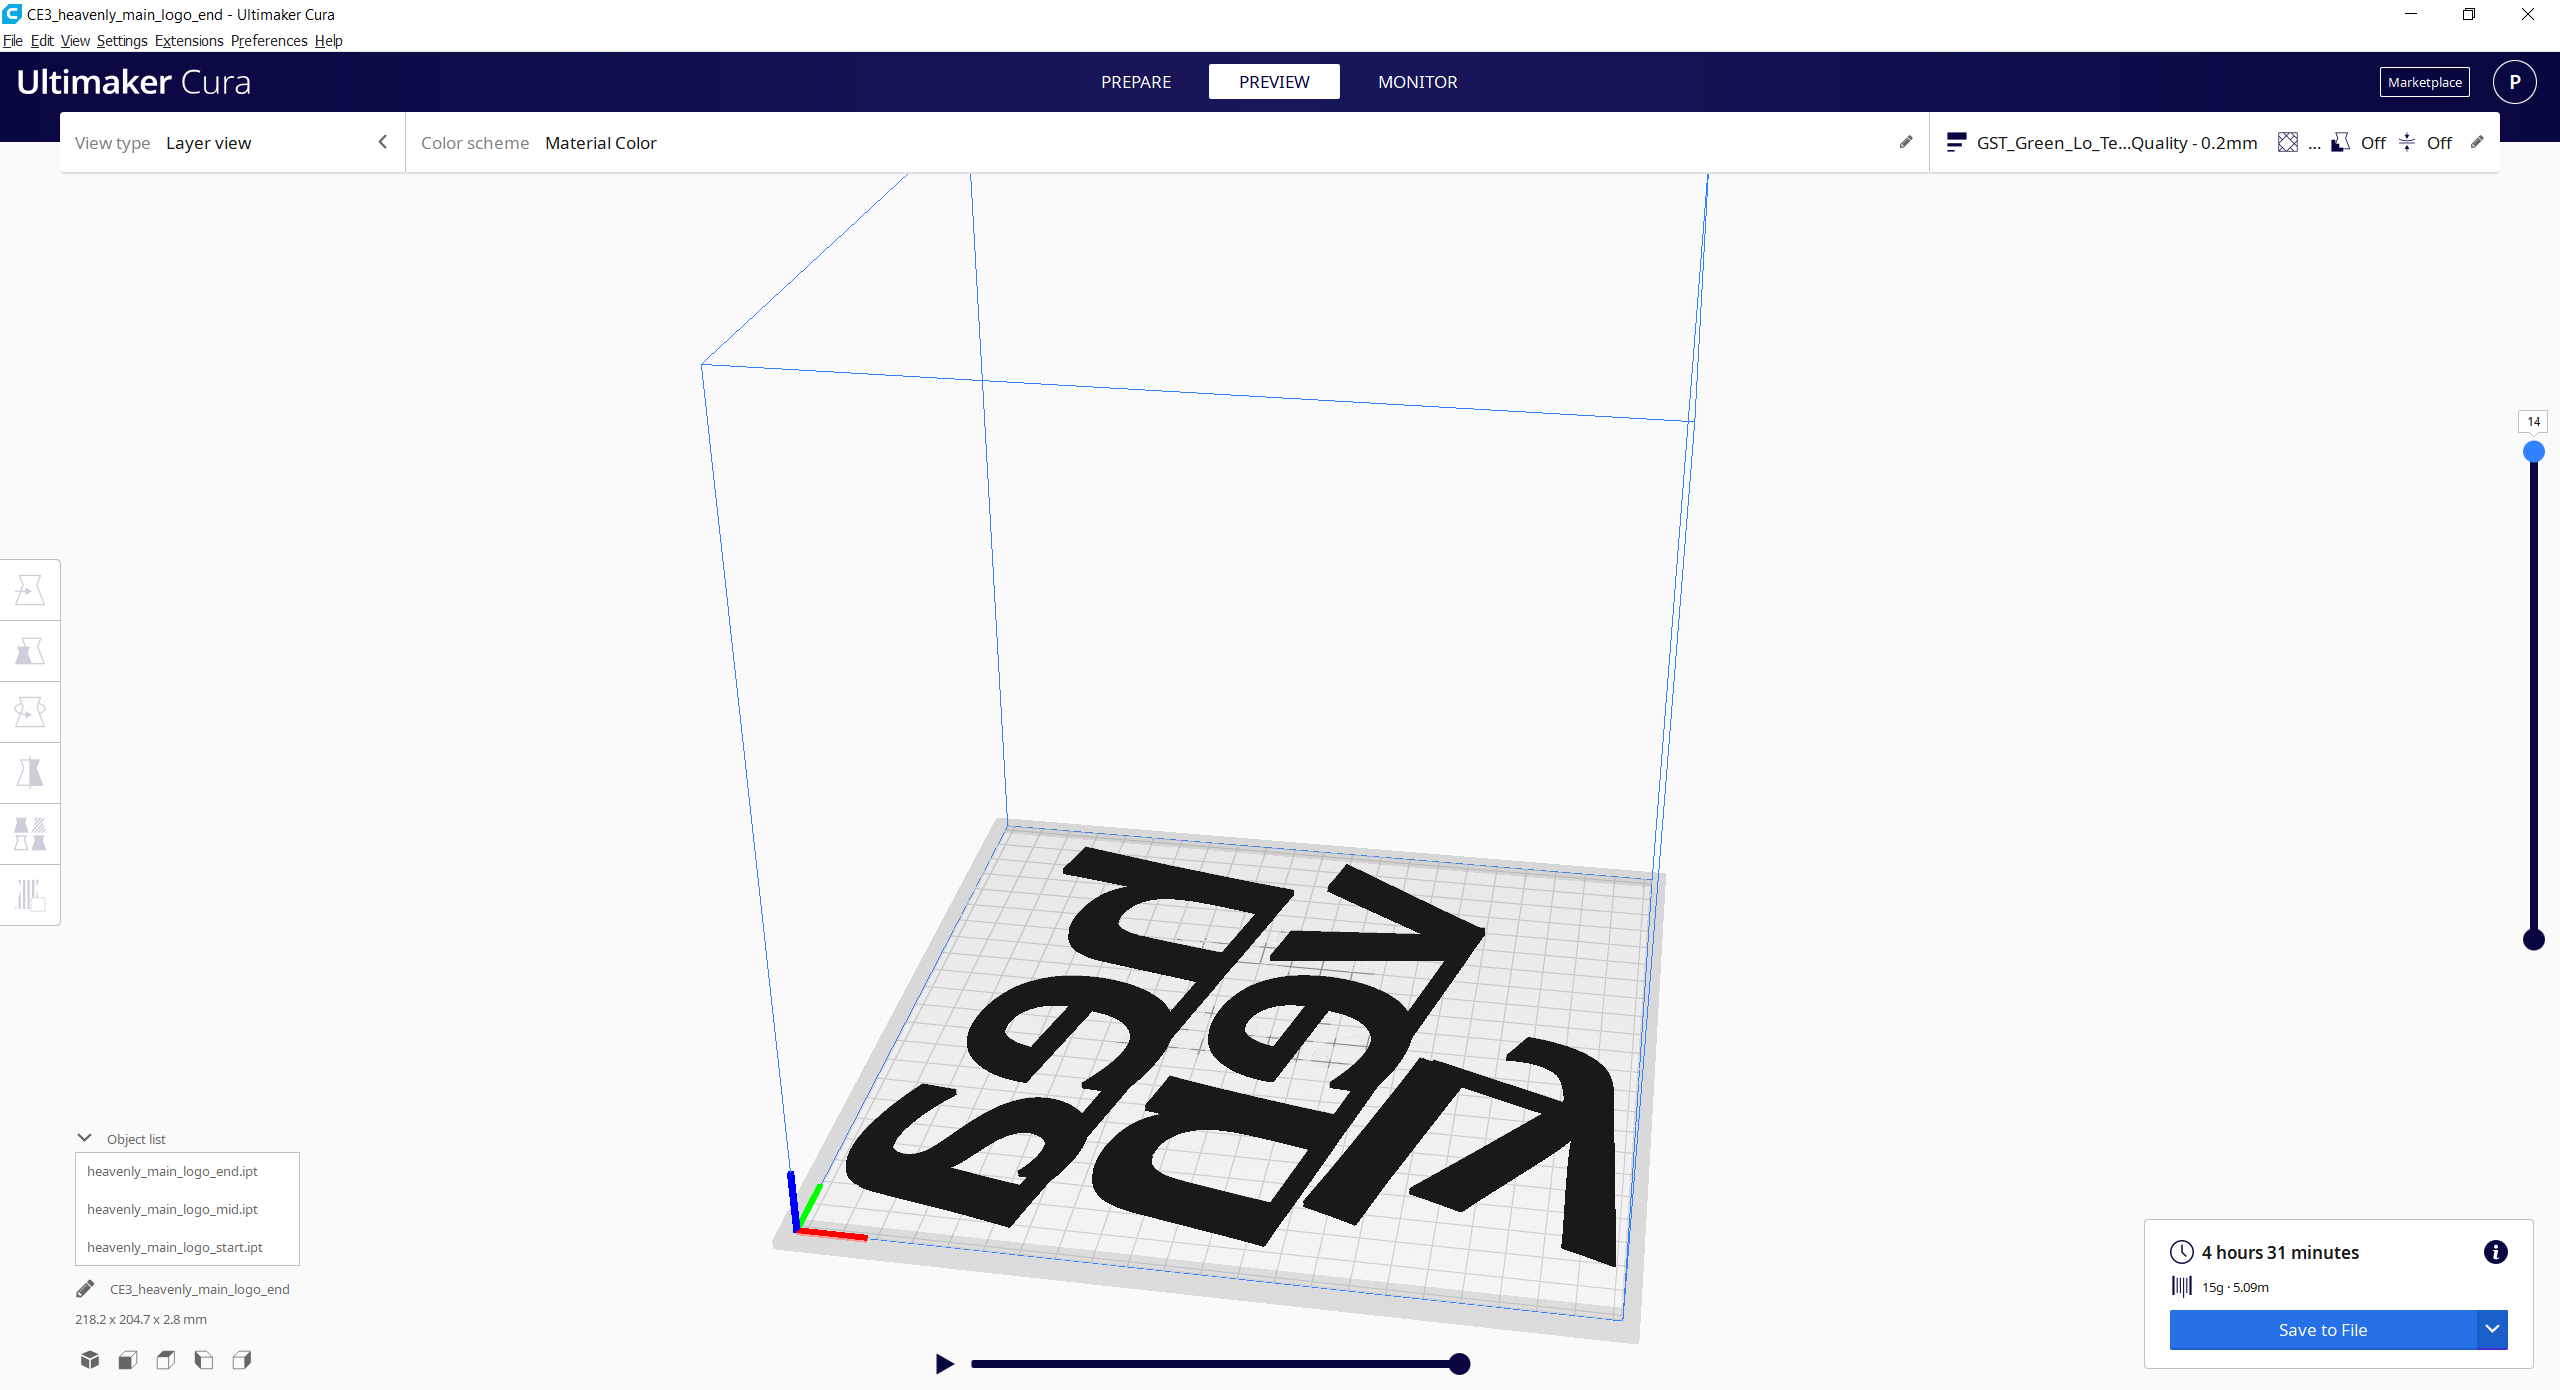 CE3_heavenly_main_logo_end - Ultimaker Cura
File Edit View Settings Extensions Preferences Help
Ultimaker Cura
PREPARE PREVIEW MONITOR
Marketplace P
View type Layer view
Color scheme Material Color
GST_Green_Lo_Te...Quality - 0.2mm ... Off Off
14
Object list
heavenly_main_logo_end.ipt
heavenly_main_logo_mid.ipt
heavenly_main_logo_start.ipt
CE3_heavenly_main_logo_end
218.2 x 204.7 x 2.8 mm
4 hours 31 minutes
15g · 5.09m
Save to File